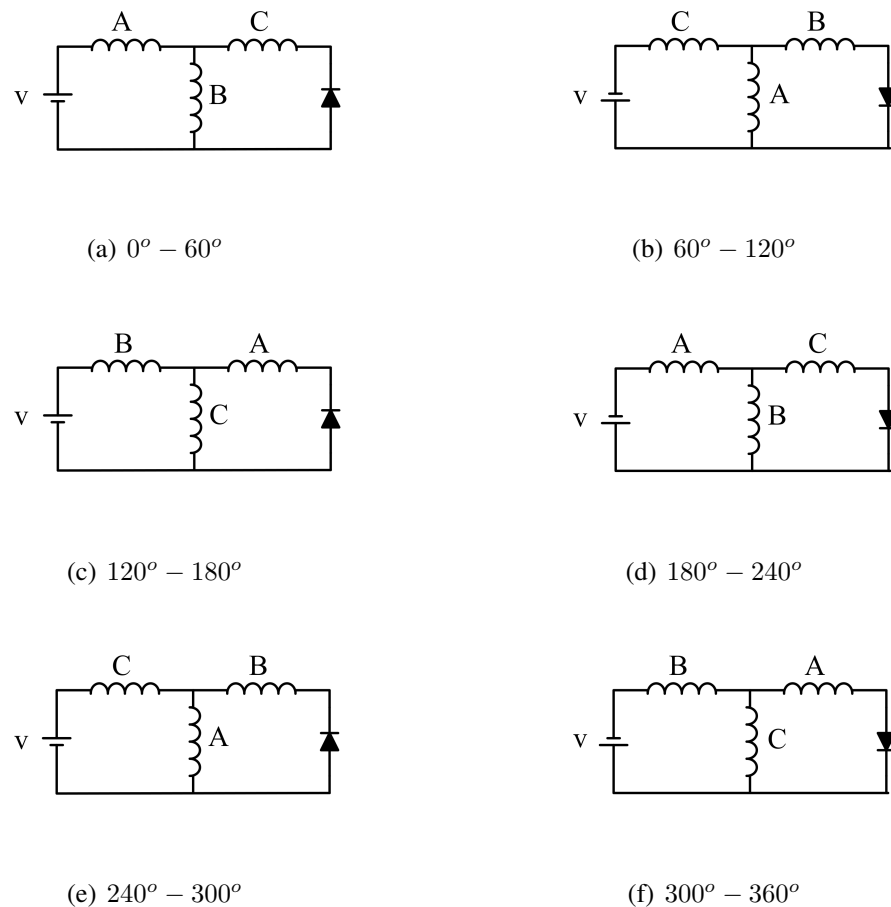 A C
v B
C B
v A
(a) 0° − 60°
(b) 60° − 120°
B A
v C
A C
v B
(c) 120° − 180°
(d) 180° − 240°
C B
v A
B A
v C
(e) 240° − 300°
(f) 300° − 360°